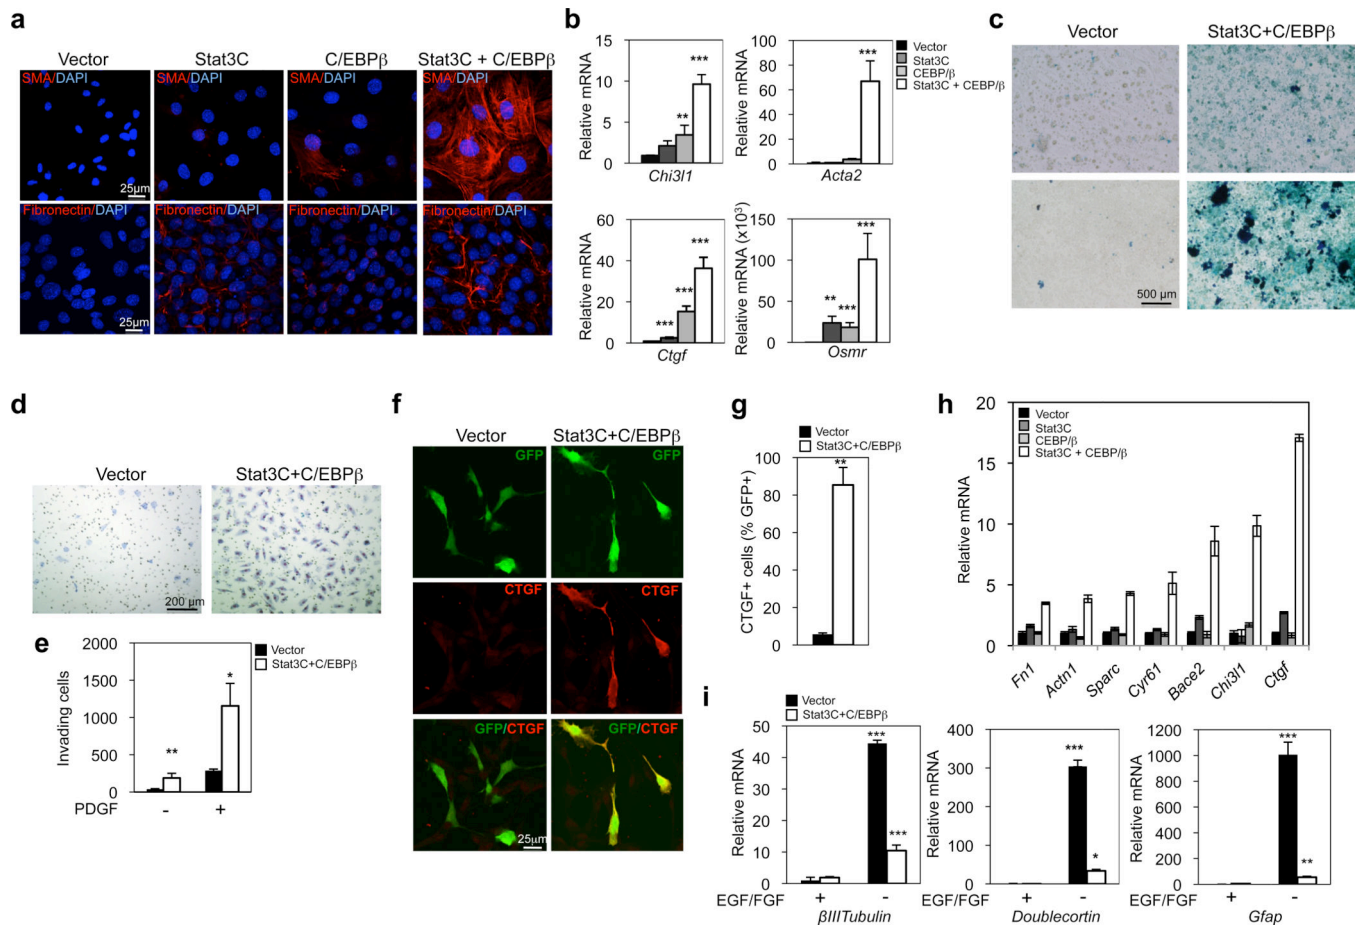 a
Vector Stat3C C/EBPβ Stat3C + C/EBPβ
SMA/DAPI SMA/DAPI SMA/DAPI SMA/DAPI
25µm
Fibronectin/DAPI Fibronectin/DAPI Fibronectin/DAPI Fibronectin/DAPI
25µm
b
Relative mRNA
15
10
5
0
**
***
Chi3l1
Relative mRNA
100
80
60
40
20
0
***
Acta2
Vector
Stat3C
CEBP/β
Stat3C + CEBP/β
Relative mRNA
60
40
20
0
***
***
***
Ctgf
Relative mRNA (x10³)
150
100
50
0
**
***
***
Osmr
c
Vector Stat3C+C/EBPβ
500 µm
d
Vector Stat3C+C/EBPβ
200 µm
e
Invading cells
2000
1500
1000
500
0
**
*
Vector
Stat3C+C/EBPβ
PDGF - +
f
Vector Stat3C+C/EBPβ
GFP GFP
CTGF CTGF
GFP/CTGF GFP/CTGF
25µm
g
Vector
Stat3C+C/EBPβ
CTGF+ cells (% GFP+)
100
80
60
40
20
0
**
h
Relative mRNA
20
15
10
5
0
Vector
Stat3C
CEBP/β
Stat3C + CEBP/β
Fn1 Actn1 Sparc Cyr61 Bace2 Chi3l1 Ctgf
i
Vector
Stat3C+C/EBPβ
Relative mRNA
50
40
30
20
10
0
***
***
EGF/FGF + -
βIIITubulin
Relative mRNA
400
300
200
100
0
***
*
EGF/FGF + -
Doublecortin
Relative mRNA
1200
1000
800
600
400
200
0
***
**
EGF/FGF + -
Gfap